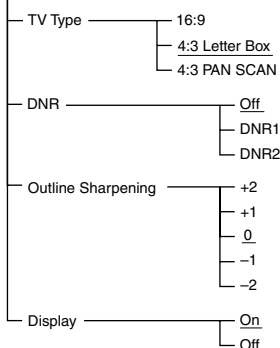 TV Type 16:9
4:3 Letter Box
4:3 PAN SCAN
DNR Off
DNR1
DNR2
Outline Sharpening +2
+1
0
–1
–2
Display On
Off